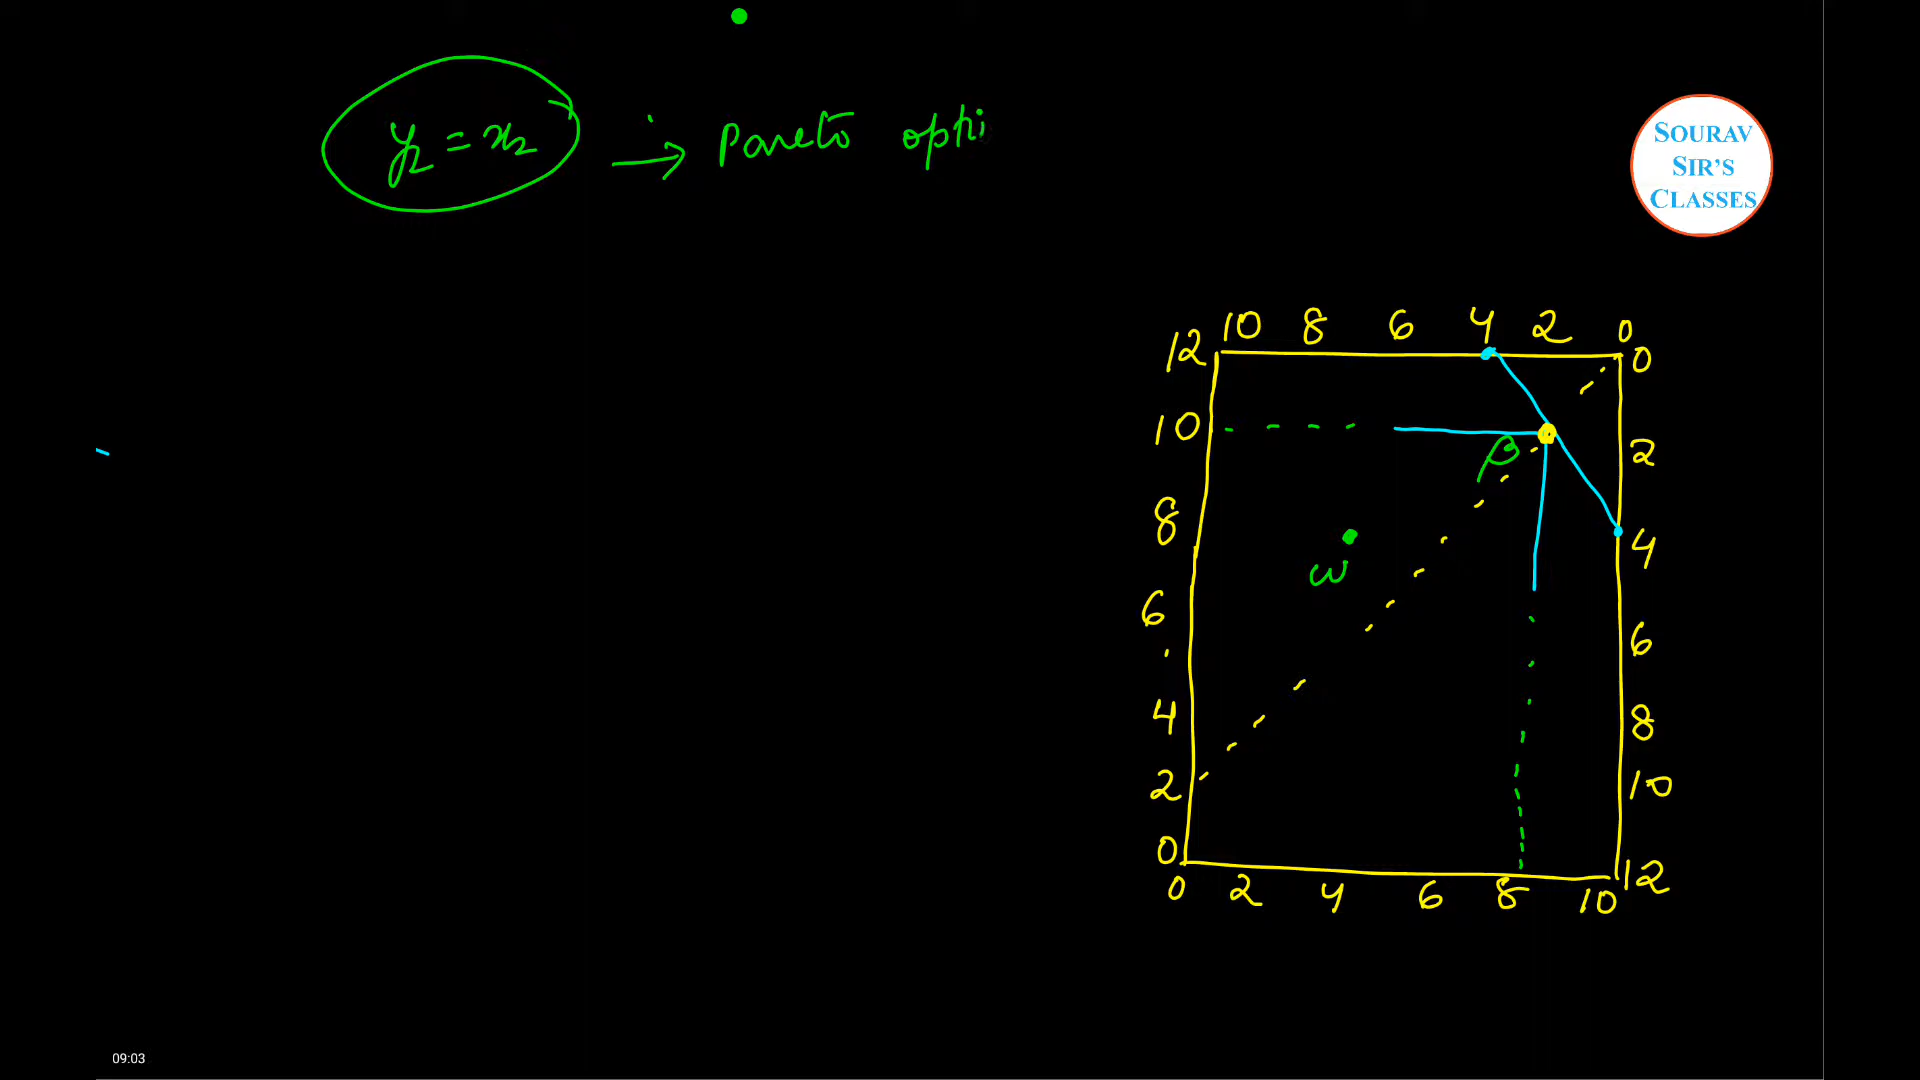 y₂ = x₂ → Pareto opti
SOURAV
SIR'S
CLASSES
12 10 8 6 4 2 0
0
10
β
2
8
ω
4
6
6
4
8
2
10
0
0 2 4 6 8 10 12
09:03